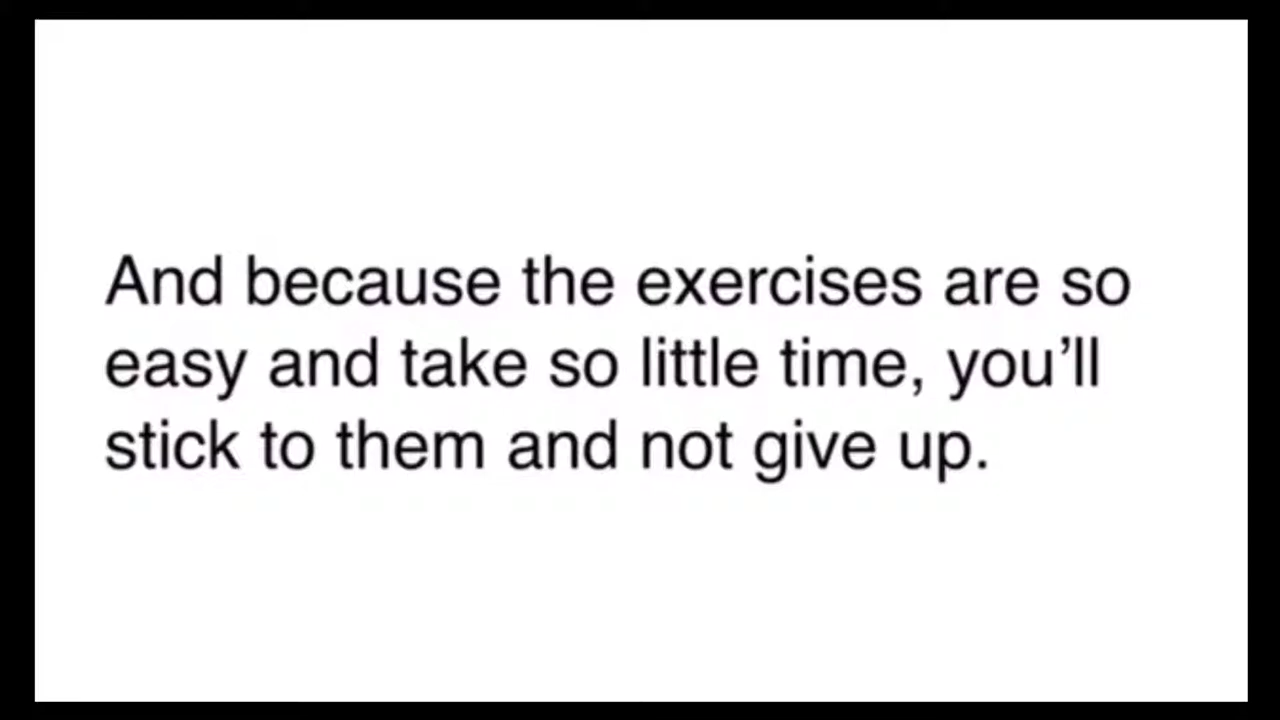 And because the exercises are so
easy and take so little time, you’ll
stick to them and not give up.